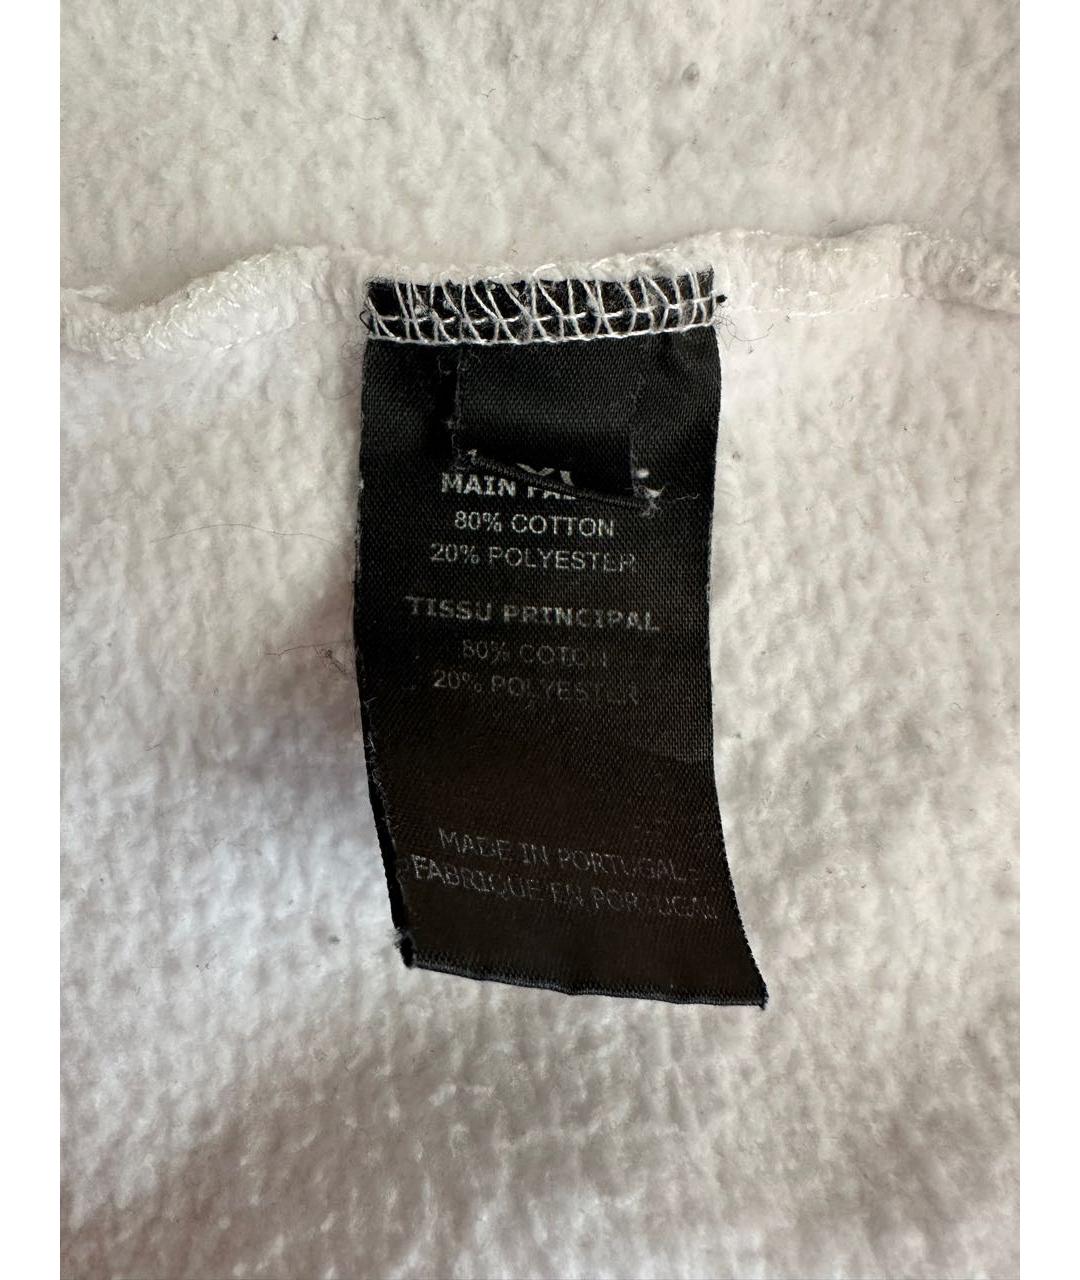 MAIN
80% COTTON
20% POLYESTER
TISSU PRINCIPAL
80% COTON
20% POLYESTER
MADE IN PORTUGAL
FABRIQUE EN PORTUGAL